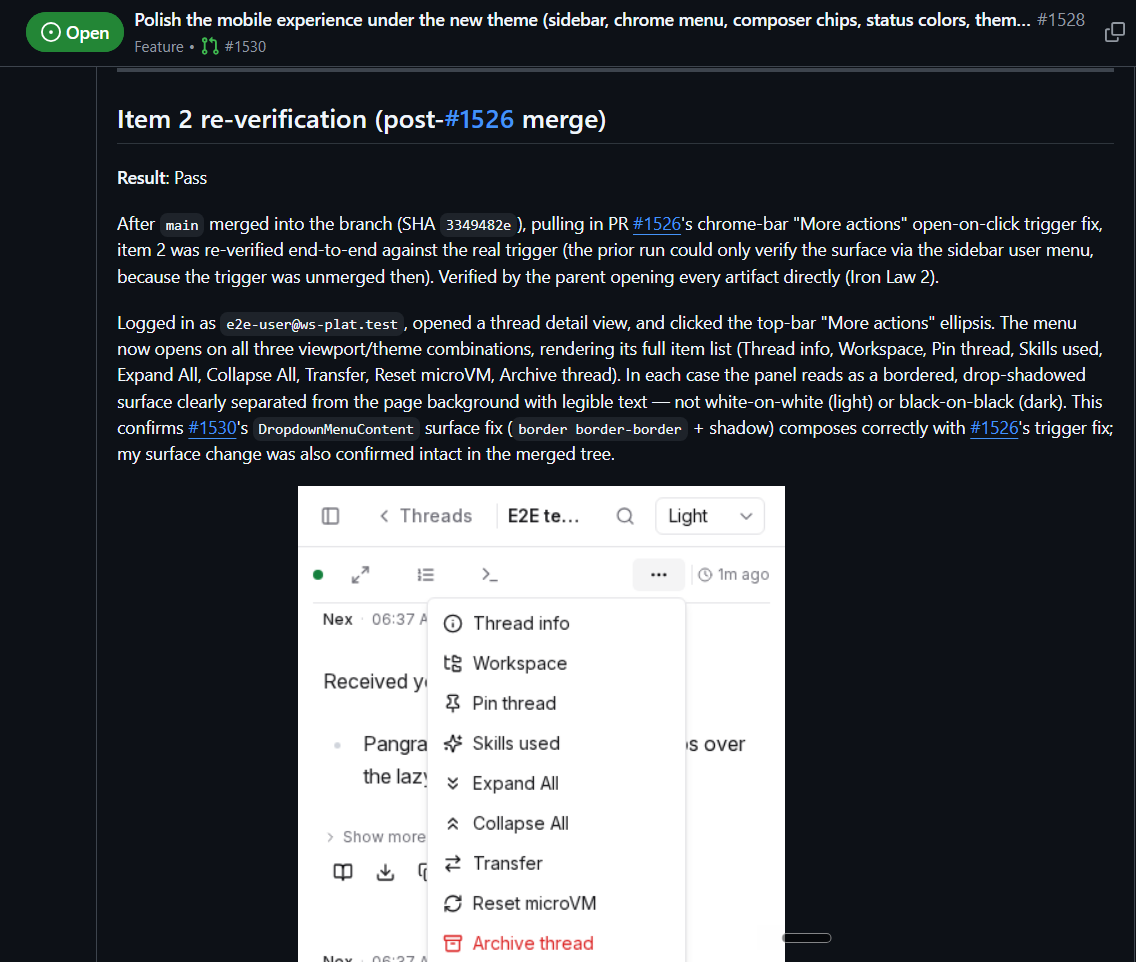 Open
Polish the mobile experience under the new theme (sidebar, chrome menu, composer chips, status colors, them... #1528
Feature • #1530
Item 2 re-verification (post-#1526 merge)
Result: Pass
After main merged into the branch (SHA 3349482e), pulling in PR #1526's chrome-bar "More actions" open-on-click trigger fix,
item 2 was re-verified end-to-end against the real trigger (the prior run could only verify the surface via the sidebar user menu,
because the trigger was unmerged then). Verified by the parent opening every artifact directly (Iron Law 2).
Logged in as e2e-user@ws-plat.test, opened a thread detail view, and clicked the top-bar "More actions" ellipsis. The menu
now opens on all three viewport/theme combinations, rendering its full item list (Thread info, Workspace, Pin thread, Skills used,
Expand All, Collapse All, Transfer, Reset microVM, Archive thread). In each case the panel reads as a bordered, drop-shadowed
surface clearly separated from the page background with legible text — not white-on-white (light) or black-on-black (dark). This
confirms #1530's DropdownMenuContent surface fix (border border-border + shadow) composes correctly with #1526's trigger fix;
my surface change was also confirmed intact in the merged tree.
Threads E2E te... Light
1m ago
Nex · 06:37 A
Thread info
Workspace
Received y
Pin thread
Skills used
Pangra
s over
the lazy
Expand All
Collapse All
Show more
Transfer
Reset microVM
Archive thread
Nex · 06:37 A